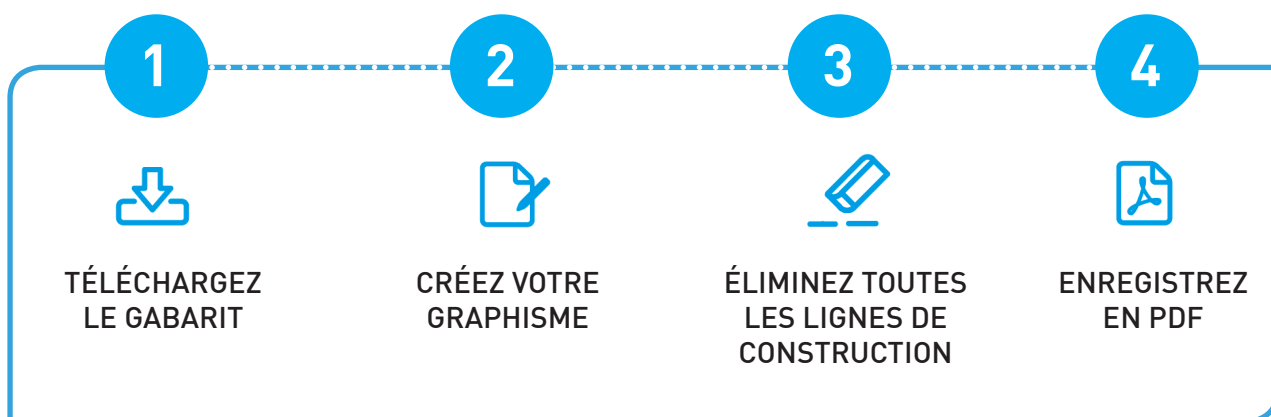 1
2
3
4
TÉLÉCHARGEZ
LE GABARIT
CRÉEZ VOTRE
GRAPHISME
ÉLIMINEZ TOUTES
LES LIGNES DE
CONSTRUCTION
ENREGISTREZ
EN PDF